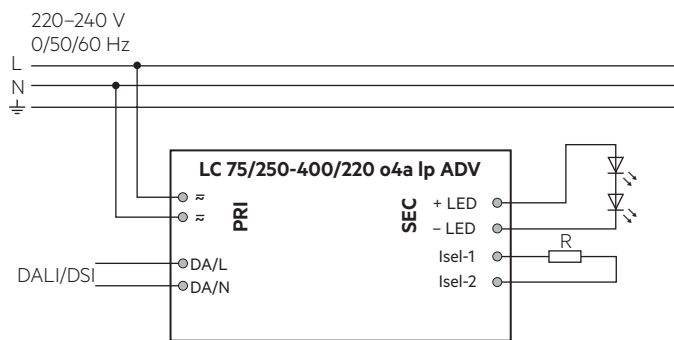 220–240 V
0/50/60 Hz
L
N
LC 75/250-400/220 o4a lp ADV
≂
≂
PRI
SEC
+ LED
– LED
Isel-1
Isel-2
R
DALI/DSI
DA/L
DA/N